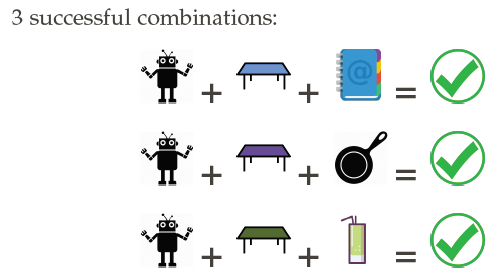 3 successful combinations:
+ + @ =
+ + =
+ + =